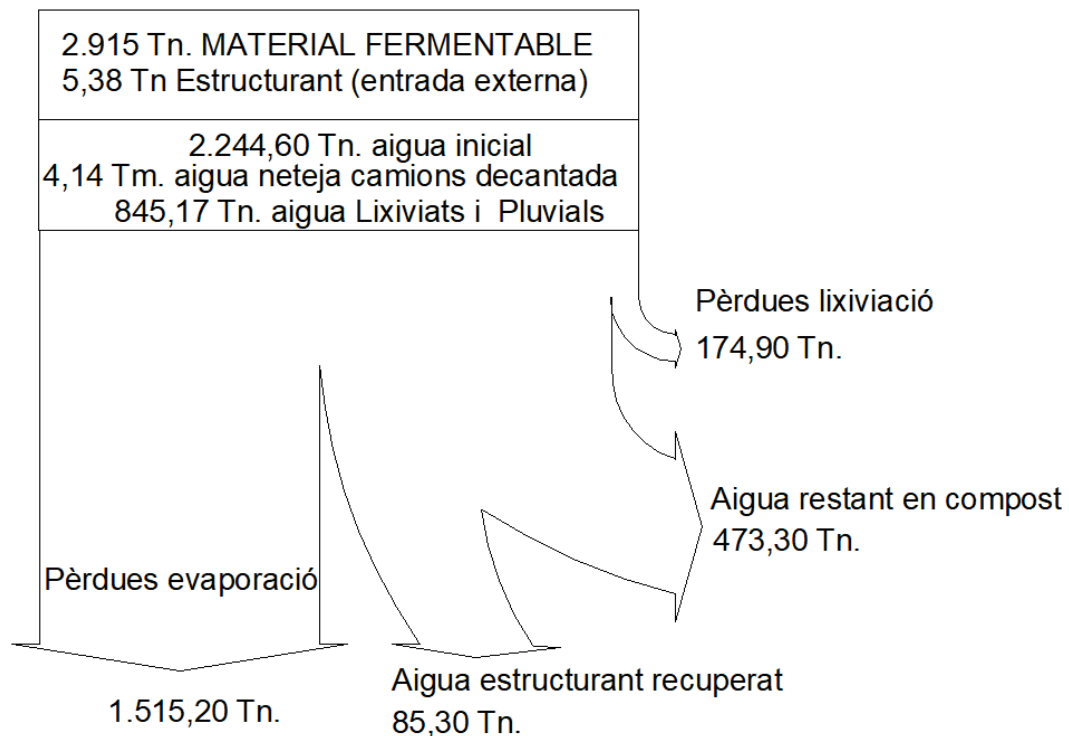 2.915 Tn. MATERIAL FERMENTABLE
5,38 Tn Estructurant (entrada externa)
2.244,60 Tn. aigua inicial
4,14 Tm. aigua neteja camions decantada
845,17 Tn. aigua Lixiviats i Pluvials
Pèrdues lixiviació
174,90 Tn.
Aigua restant en compost
473,30 Tn.
Pèrdues evaporació
1.515,20 Tn.
Aigua estructurant recuperat
85,30 Tn.